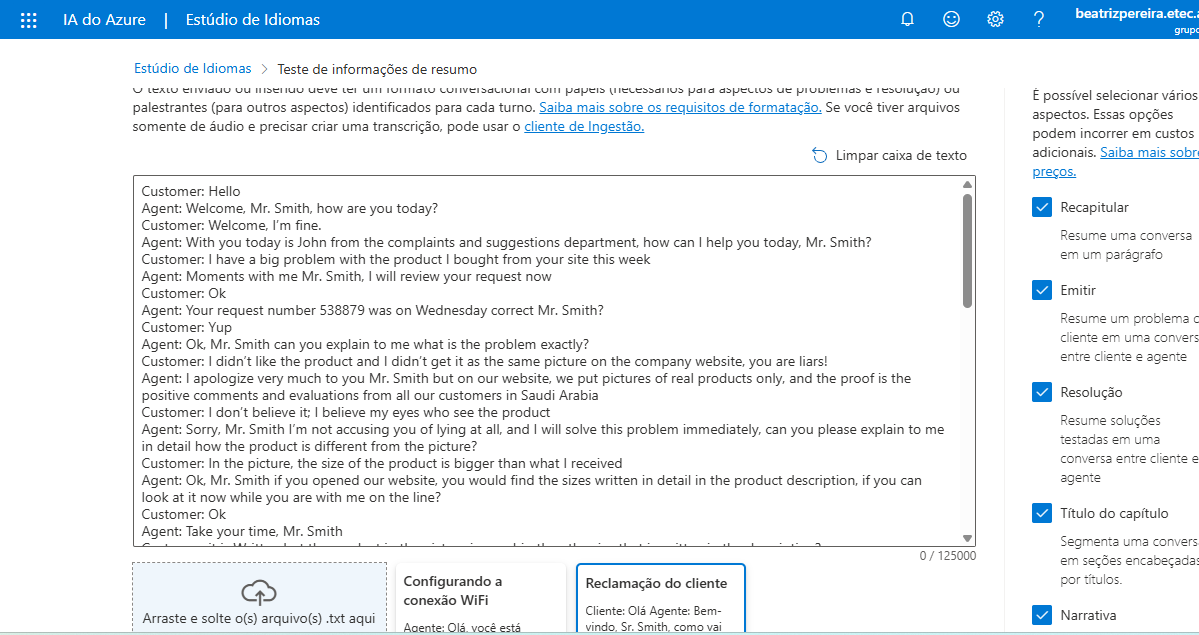 IA do Azure | Estúdio de Idiomas
beatrizpereira.etec.a
grupo
Estúdio de Idiomas > Teste de informações de resumo
O texto enviado ou inserido deve ter um formato conversacional com papéis (necessários para aspectos de problemas e resolução) ou
palestrantes (para outros aspectos) identificados para cada turno. Saiba mais sobre os requisitos de formatação. Se você tiver arquivos
somente de áudio e precisar criar uma transcrição, pode usar o cliente de Ingestão.
Limpar caixa de texto
Customer: Hello
Agent: Welcome, Mr. Smith, how are you today?
Customer: Welcome, I’m fine.
Agent: With you today is John from the complaints and suggestions department, how can I help you today, Mr. Smith?
Customer: I have a big problem with the product I bought from your site this week
Agent: Moments with me Mr. Smith, I will review your request now
Customer: Ok
Agent: Your request number 538879 was on Wednesday correct Mr. Smith?
Customer: Yup
Agent: Ok, Mr. Smith can you explain to me what is the problem exactly?
Customer: I didn’t like the product and I didn’t get it as the same picture on the company website, you are liars!
Agent: I apologize very much to you Mr. Smith but on our website, we put pictures of real products only, and the proof is the
positive comments and evaluations from all our customers in Saudi Arabia
Customer: I don’t believe it; I believe my eyes who see the product
Agent: Sorry, Mr. Smith I’m not accusing you of lying at all, and I will solve this problem immediately, can you please explain to me
in detail how the product is different from the picture?
Customer: In the picture, the size of the product is bigger than what I received
Agent: Ok, Mr. Smith if you opened our website, you would find the sizes written in detail in the product description, if you can
look at it now while you are with me on the line?
Customer: Ok
Agent: Take your time, Mr. Smith
0 / 125000
Arraste e solte o(s) arquivo(s) .txt aqui
Configurando a
conexão WiFi
Agente: Olá, você está
Reclamação do cliente
Cliente: Olá Agente: Bem-
vindo, Sr. Smith, como vai
É possível selecionar vários
aspectos. Essas opções
podem incorrer em custos
adicionais. Saiba mais sobre
preços.
Recapitular
Resume uma conversa
em um parágrafo
Emitir
Resume um problema c
cliente em uma convers
entre cliente e agente
Resolução
Resume soluções
testadas em uma
conversa entre cliente e
agente
Título do capítulo
Segmenta uma convers
em seções encabeçadas
por títulos.
Narrativa